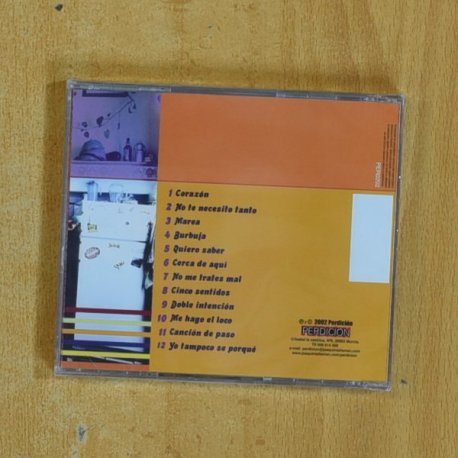 1 Corazón
2 No te necesito tanto
3 Marea
4 Burbuja
5 Quiero saber
6 Cerca de aquí
7 No me trates mal
8 Cinco sentidos
9 Doble intención
10 Me hago el loco
11 Canción de paso
12 Yo tampoco se porqué
℗ © 2002 Perdición
PERDICION